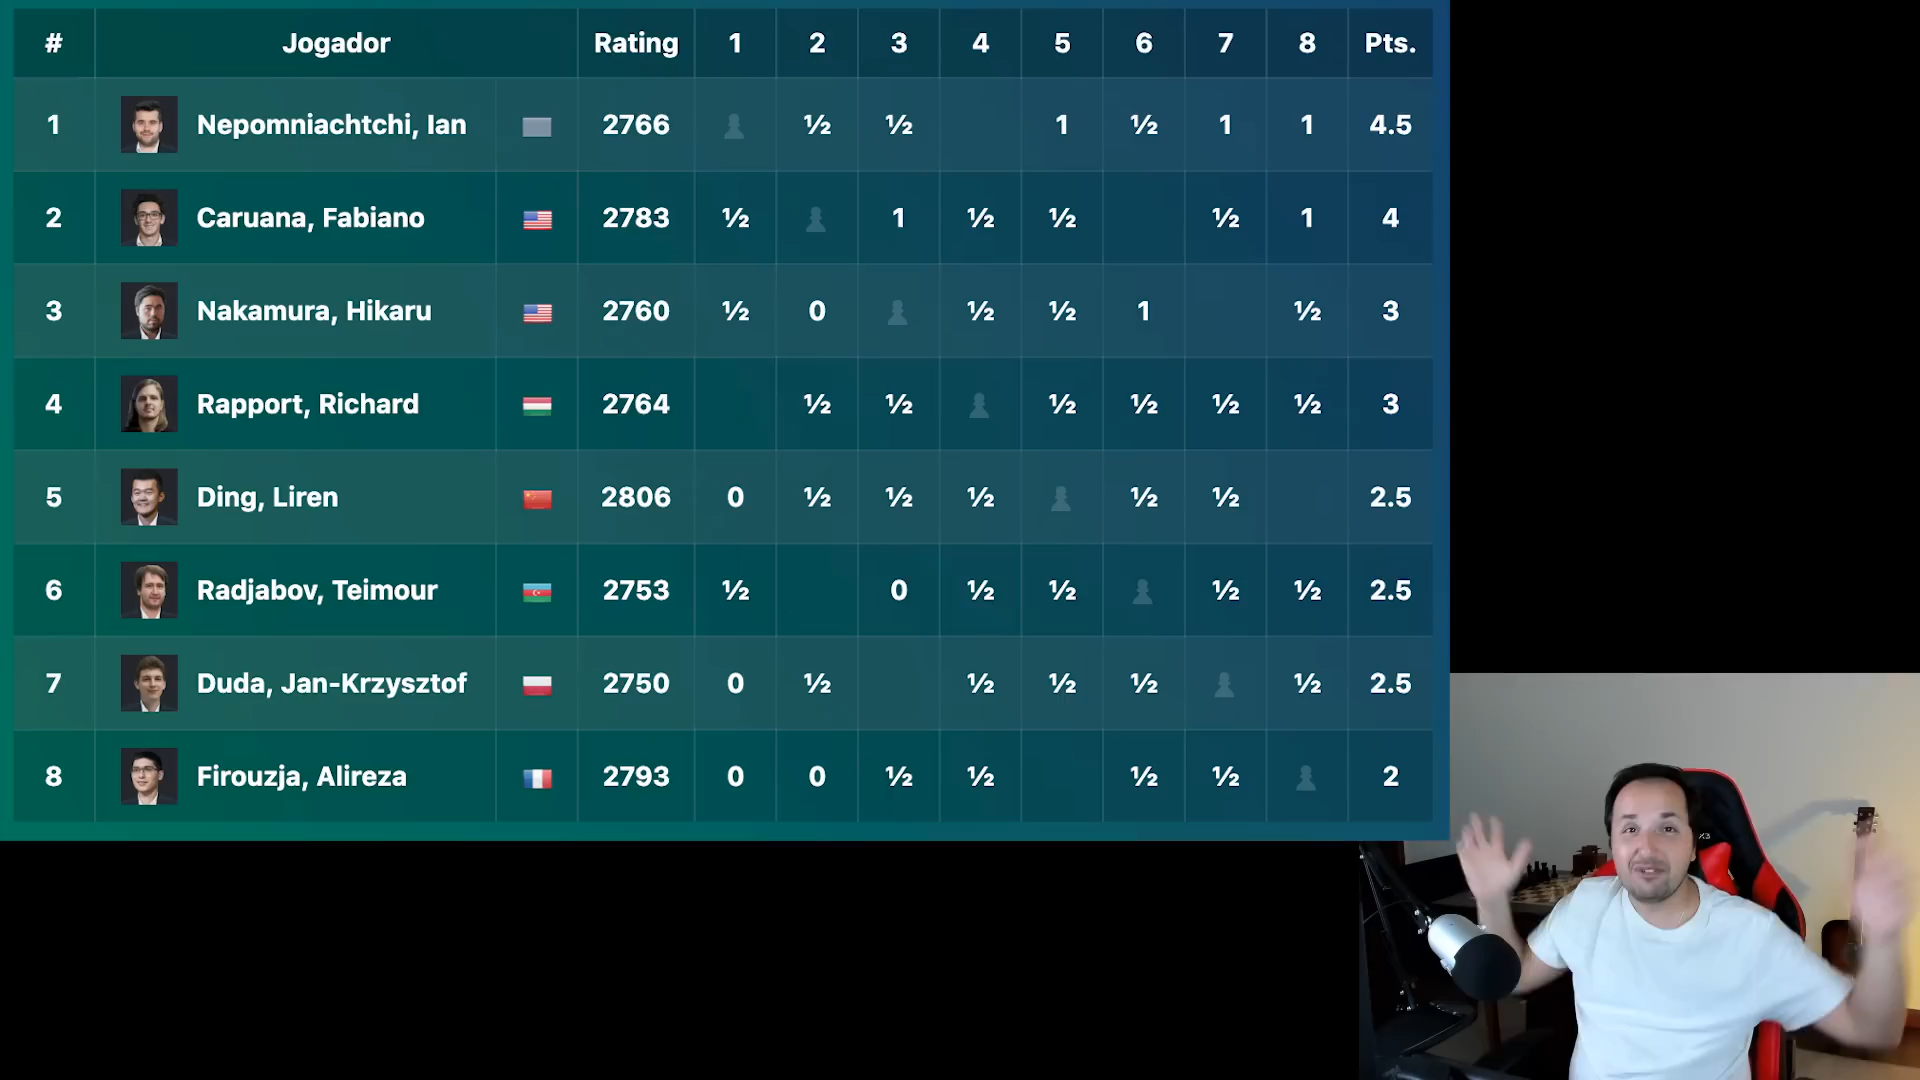 # Jogador Rating 1 2 3 4 5 6 7 8 Pts.
1 Nepomniachtchi, Ian 2766 ½ ½ 1 ½ 1 1 4.5
2 Caruana, Fabiano 2783 ½ 1 ½ ½ ½ 1 4
3 Nakamura, Hikaru 2760 ½ 0 ½ ½ 1 ½ 3
4 Rapport, Richard 2764 ½ ½ ½ ½ ½ ½ 3
5 Ding, Liren 2806 0 ½ ½ ½ ½ ½ 2.5
6 Radjabov, Teimour 2753 ½ 0 ½ ½ ½ ½ 2.5
7 Duda, Jan-Krzysztof 2750 0 ½ ½ ½ ½ ½ 2.5
8 Firouzja, Alireza 2793 0 0 ½ ½ ½ ½ 2